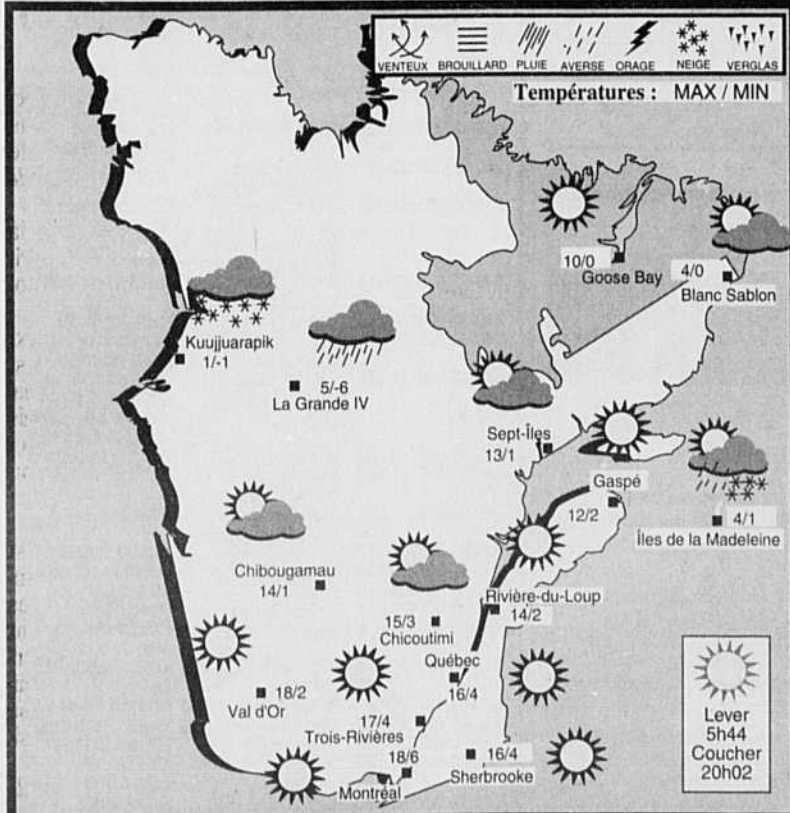 VENTEUX BROUILLARD PLUIE AVERSE ORAGE NEIGE VERGLAS
Températures : MAX / MIN
10/0
Goose Bay
4/0
Blanc Sablon
Kuujjuarapik
1/-1
5/-6
La Grande IV
Sept-Îles
13/1
Gaspé
12/2
4/1
Îles de la Madeleine
Chibougamau
14/1
Rivière-du-Loup
14/2
15/3
Chicoutimi
Québec
16/4
18/2
Val d'Or
17/4
Trois-Rivières
18/6
Montréal
16/4
Sherbrooke
Lever
5h44
Coucher
20h02